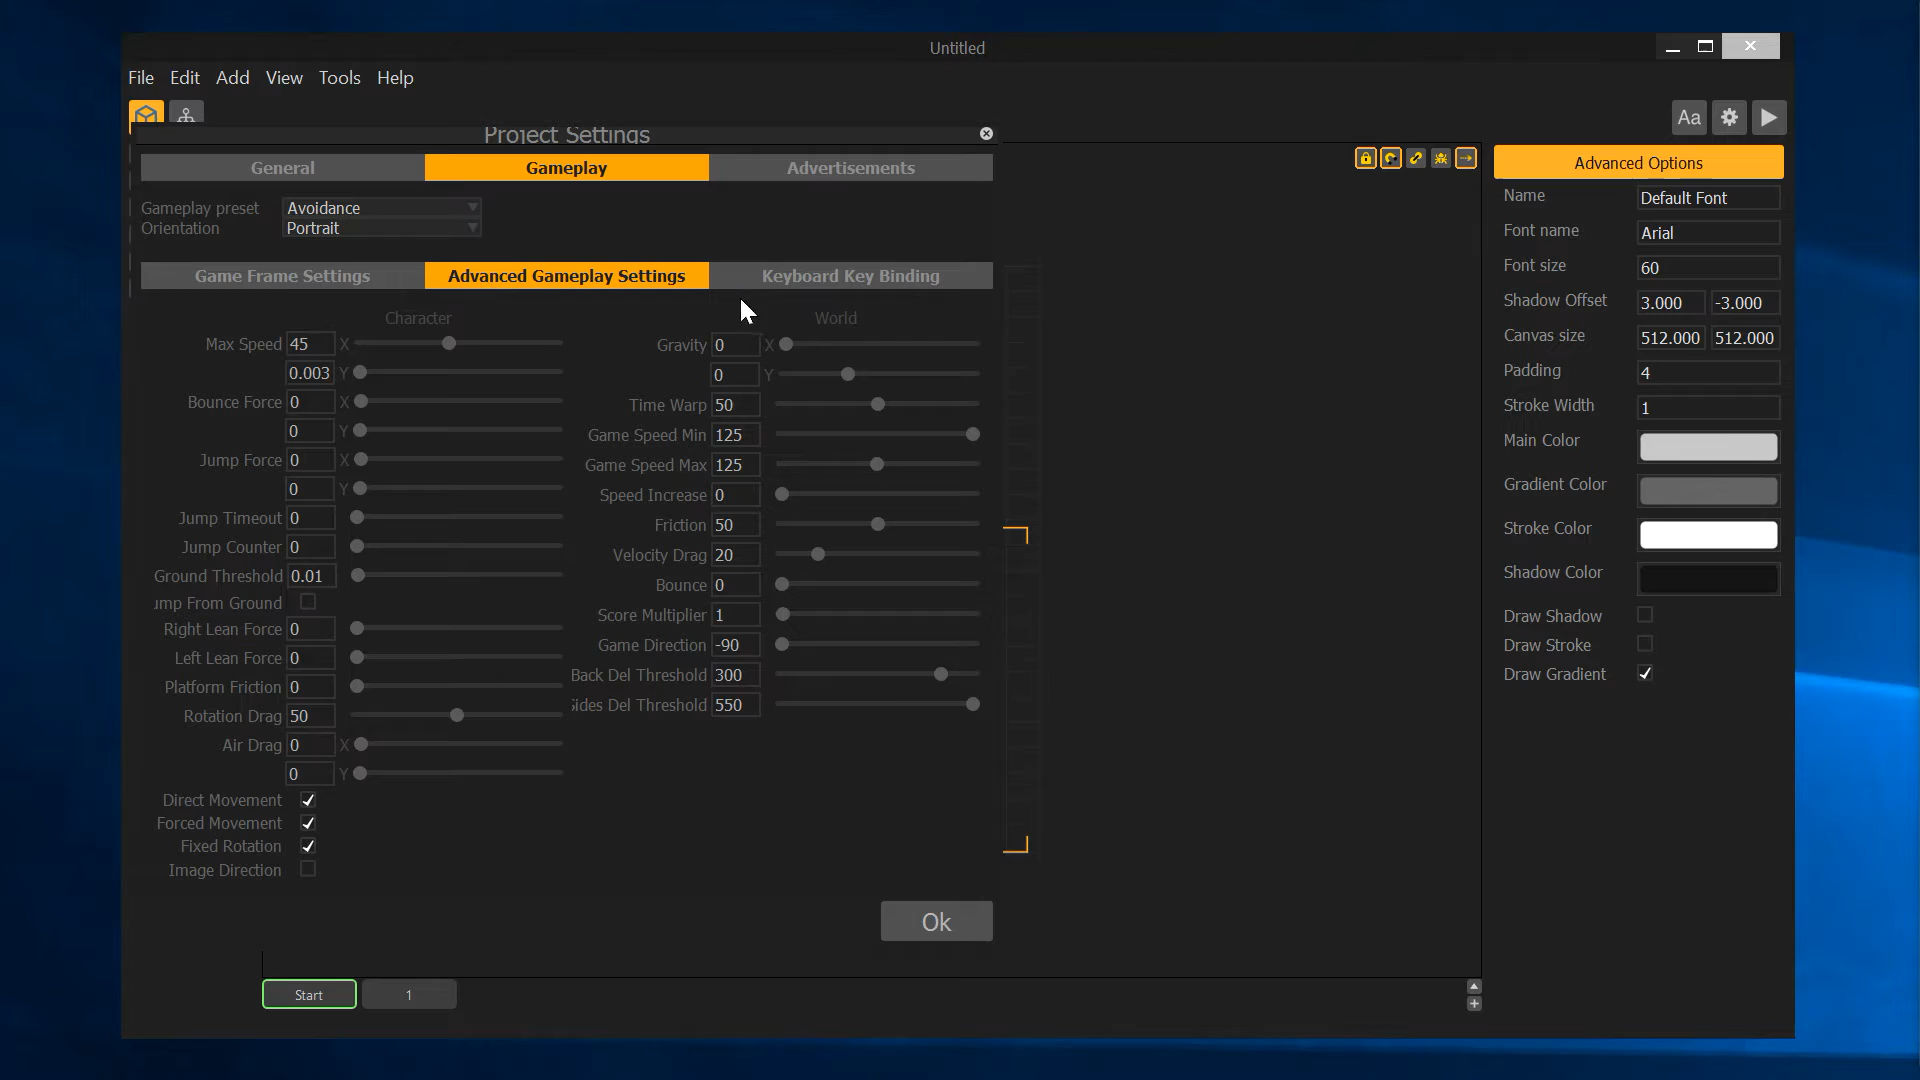 Untitled
File Edit Add View Tools Help
Aa
Project Settings
General Gameplay Advertisements
Advanced Options
Gameplay preset Avoidance
Orientation Portrait
Game Frame Settings Advanced Gameplay Settings Keyboard Key Binding
Character
Max Speed 45 X
0.003 Y
Bounce Force 0 X
0 Y
Jump Force 0 X
0 Y
Jump Timeout 0
Jump Counter 0
Ground Threshold 0.01
ump From Ground
Right Lean Force 0
Left Lean Force 0
Platform Friction 0
Rotation Drag 50
Air Drag 0 X
0 Y
Direct Movement
Forced Movement
Fixed Rotation
Image Direction
World
Gravity 0 X
0 Y
Time Warp 50
Game Speed Min 125
Game Speed Max 125
Speed Increase 0
Friction 50
Velocity Drag 20
Bounce 0
Score Multiplier 1
Game Direction -90
Back Del Threshold 300
ides Del Threshold 550
Ok
Name Default Font
Font name Arial
Font size 60
Shadow Offset 3.000 -3.000
Canvas size 512.000 512.000
Padding 4
Stroke Width 1
Main Color
Gradient Color
Stroke Color
Shadow Color
Draw Shadow
Draw Stroke
Draw Gradient
Start 1